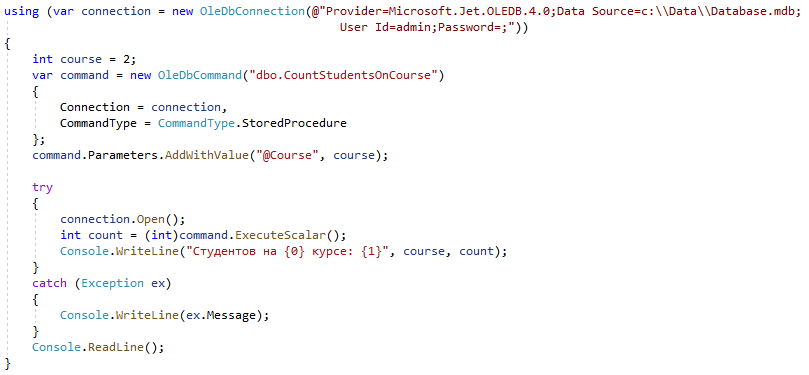 using (var connection = new OleDbConnection(@"Provider=Microsoft.Jet.OLEDB.4.0;Data Source=c:\\Data\\Database.mdb;
User Id=admin;Password=;"))
{
int course = 2;
var command = new OleDbCommand("dbo.CountStudentsOnCourse")
{
Connection = connection,
CommandType = CommandType.StoredProcedure
};
command.Parameters.AddWithValue("@Course", course);
try
{
connection.Open();
int count = (int)command.ExecuteScalar();
Console.WriteLine("Студентов на {0} курсе: {1}", course, count);
}
catch (Exception ex)
{
Console.WriteLine(ex.Message);
}
Console.ReadLine();
}